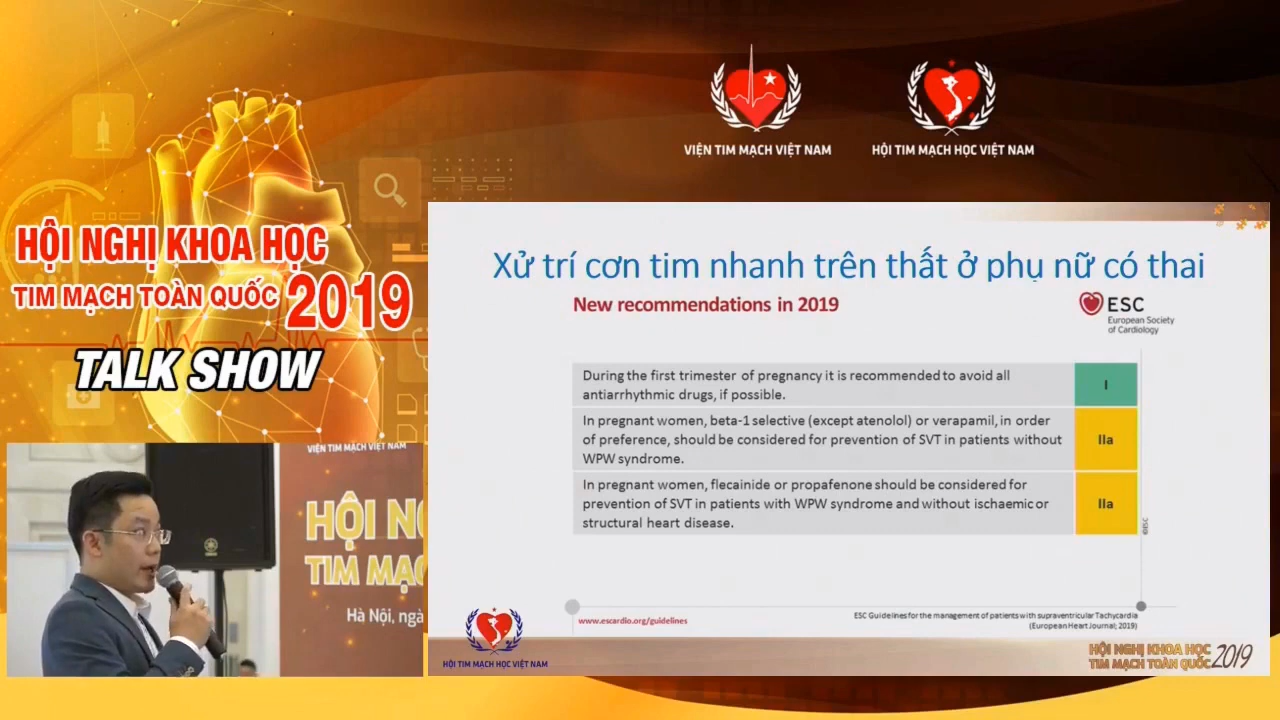 VIỆN TIM MẠCH VIỆT NAM
HỘI TIM MẠCH HỌC VIỆT NAM
HỘI NGHỊ KHOA HỌC
TIM MẠCH TOÀN QUỐC 2019
TALK SHOW
VIỆN TIM MẠCH VIỆT NAM
HỘI N
TIM MẠ
Hà Nội, ngà
Xử trí cơn tim nhanh trên thất ở phụ nữ có thai
New recommendations in 2019
ESC
European Society
of Cardiology
During the first trimester of pregnancy it is recommended to avoid all
antiarrhythmic drugs, if possible.
I
In pregnant women, beta-1 selective (except atenolol) or verapamil, in order
of preference, should be considered for prevention of SVT in patients without
WPW syndrome.
IIa
In pregnant women, flecainide or propafenone should be considered for
prevention of SVT in patients with WPW syndrome and without ischaemic or
structural heart disease.
IIa
©ESC
www.escardio.org/guidelines
ESC Guidelines for the management of patients with supraventricular Tachycardia
(European Heart Journal; 2019)
HỘI TIM MẠCH HỌC VIỆT NAM
HỘI NGHỊ KHOA HỌC
TIM MẠCH TOÀN QUỐC 2019